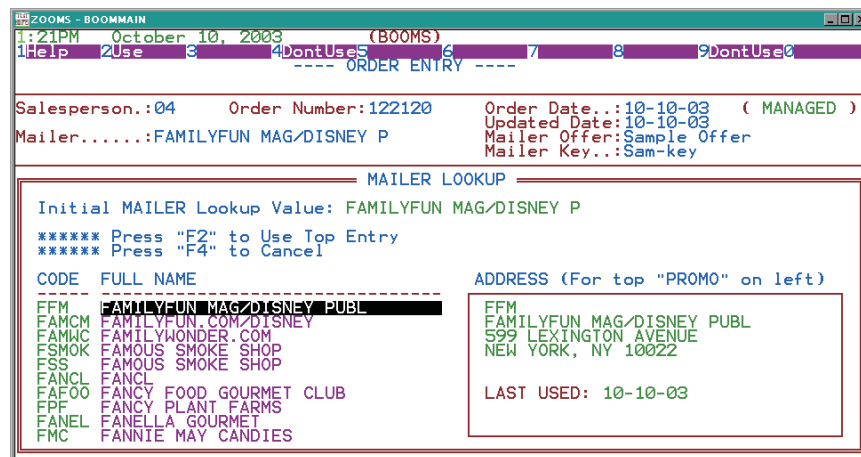 ZOOMS - BOOMMAIN
1:21PM October 10, 2003 (BOOMS)
1Help 2Use 3 4DontUse5 6 7 8 9DontUse0
---- ORDER ENTRY ----
Salesperson.:04 Order Number:122120 Order Date..:10-10-03 ( MANAGED )
Updated Date:10-10-03
Mailer......:FAMILYFUN MAG/DISNEY P Mailer Offer:Sample Offer
Mailer Key..:Sam-key
MAILER LOOKUP
Initial MAILER Lookup Value: FAMILYFUN MAG/DISNEY P
****** Press "F2" to Use Top Entry
****** Press "F4" to Cancel
CODE FULL NAME ADDRESS (For top "PROMO" on left)
FFM FAMILYFUN MAG/DISNEY PUBL FFM
FAMCM FAMILYFUN.COM/DISNEY FAMILYFUN MAG/DISNEY PUBL
FAMWC FAMILYWONDER.COM 599 LEXINGTON AVENUE
FSMOK FAMOUS SMOKE SHOP NEW YORK, NY 10022
FSS FAMOUS SMOKE SHOP
FANCL FANCL
FAFOO FANCY FOOD GOURMET CLUB LAST USED: 10-10-03
FPF FANCY PLANT FARMS
FANEL FANELLA GOURMET
FMC FANNIE MAY CANDIES